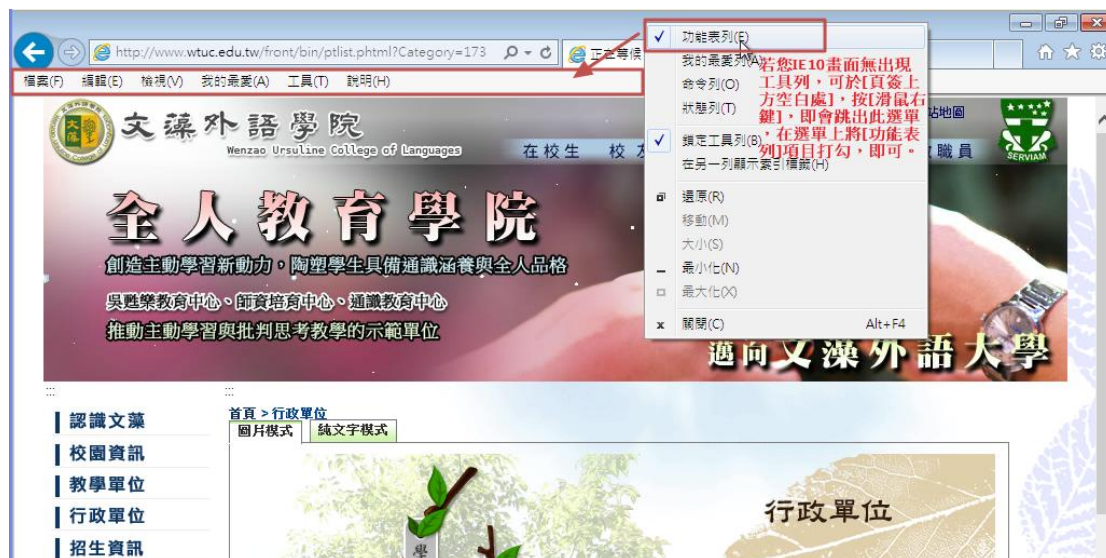 http://www.wtuc.edu.tw/front/bin/ptlist.phtml?Category=173
正在等候
檔案(F) 編輯(E) 檢視(V) 我的最愛(A) 工具(T) 說明(H)
功能表列(E)
我的最愛列(A)
命令列(O)
狀態列(T)
鎖定工具列(B)
在另一列顯示索引標籤(H)
還原(R)
移動(M)
大小(S)
最小化(N)
最大化(X)
關閉(C) Alt+F4
若您IE10畫面無出現
工具列,可於[頁簽上
方空白處],按[滑鼠右
鍵],即會跳出此選單
,在選單上將[功能表
列]項目打勾,即可。
文藻外語學院
Wenzao Ursuline College of Languages
站地圖
在校生 校友
職員
SERVIAM
全人教育學院
創造主動學習新動力,陶塑學生具備通識涵養與全人品格
吳甦樂教育中心、師資培育中心、通識教育中心
推動主動學習與批判思考教學的示範單位
邁向文藻外語大學
認識文藻
校園資訊
教學單位
行政單位
招生資訊
首頁 > 行政單位
圖片模式 純文字模式
學
行政單位